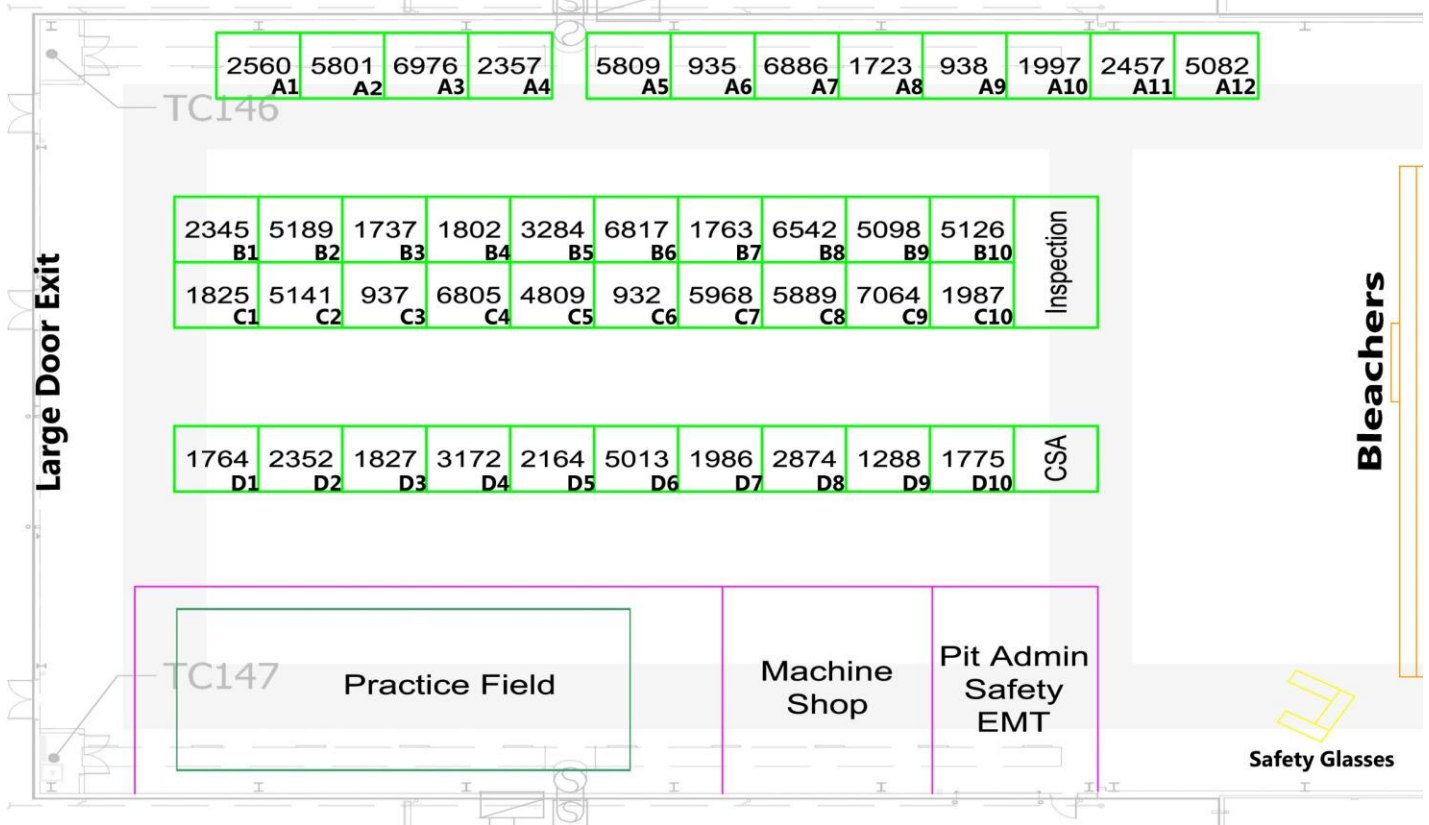 2560 5801 6976 2357 5809 935 6886 1723 938 1997 2457 5082
A1 A2 A3 A4 A5 A6 A7 A8 A9 A10 A11 A12
TC146
2345 5189 1737 1802 3284 6817 1763 6542 5098 5126
B1 B2 B3 B4 B5 B6 B7 B8 B9 B10
Inspection
1825 5141 937 6805 4809 932 5968 5889 7064 1987
C1 C2 C3 C4 C5 C6 C7 C8 C9 C10
Large Door Exit
Bleachers
1764 2352 1827 3172 2164 5013 1986 2874 1288 1775
D1 D2 D3 D4 D5 D6 D7 D8 D9 D10
CSA
TC147
Practice Field
Machine
Shop
Pit Admin
Safety
EMT
Safety Glasses